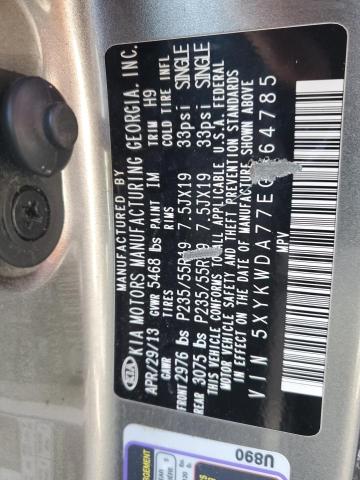 MANUFACTURED BY
KIA MOTORS MANUFACTURING GEORGIA, INC.
KIA
APR/29/13 GVWR 5468 lbs PAINT IM TRIM H9
GAWR TIRES RIMS COLD TIRE INFL
FRONT 2976 lbs P235/55R19 7.5JX19 33psi SINGLE
REAR 3075 lbs P235/55R19 7.5JX19 33psi SINGLE
THIS VEHICLE CONFORMS TO ALL APPLICABLE U.S.A. FEDERAL
MOTOR VEHICLE SAFETY AND THEFT PREVENTION STANDARDS
IN EFFECT ON THE DATE OF MANUFACTURE SHOWN
VIN 5XYKWDA77EG 64785
MPV
U890